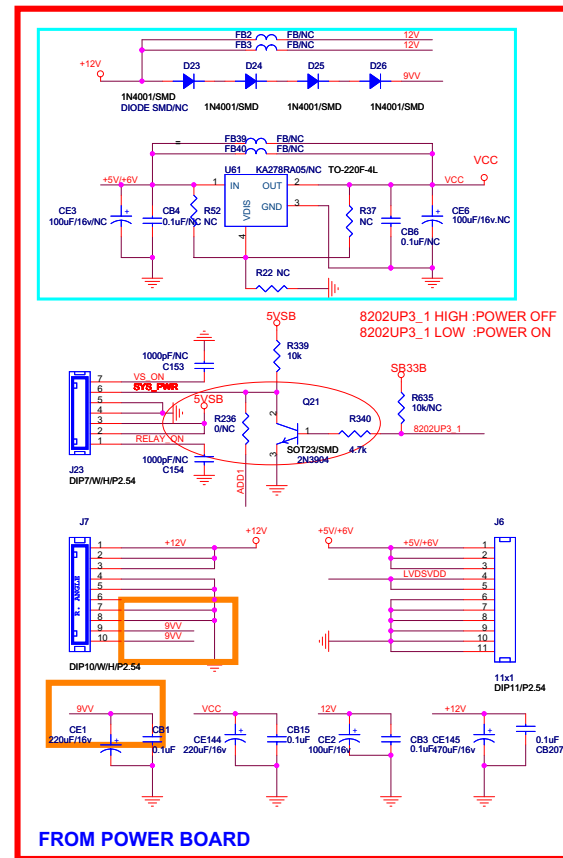 FB2 FB/NC 12V
FB3 FB/NC 12V
+12V
D23 D24 D25 D26 9VV
1N4001/SMD
DIODE SMD/NC
1N4001/SMD 1N4001/SMD 1N4001/SMD
=
FB39 FB/NC
FB40 FB/NC
U61 KA278RA05/NC TO-220F-4L
VCC
+5V/+6V
1 IN OUT 2
VCC
GND 3
VDIS
4
CE3
100uF/16v/NC
CB4
0.1uF/NC
R52
NC
R37
NC
CB6
0.1uF/NC
CE6
100uF/16v.NC
R22 NC
8202UP3_1 HIGH :POWER OFF
8202UP3_1 LOW :POWER ON
5VSB
SB33B
1000pF/NC
C153
R339
10k
7 VS_ON
6 SYS_PWR
5
4
3
2
1 RELAY_ON
5VSB
R236
0/NC
Q21
2
1
3
R340
4.7k
R635
10k/NC
8202UP3_1
SOT23/SMD
2N3904
J23
DIP7/W/H/P2.54
1000pF/NC
C154
ADD1
J7
+12V
+12V
1
2
3
4
5
6
7
8
9 9VV
10 9VV
R. ANGLE
DIP10/W/H/P2.54
+5V/+6V
J6
+5V/+6V
LVDSVDD
1
2
3
4
5
6
7
8
9
10
11
11x1
DIP11/P2.54
9VV
CE1
220uF/16v
CB1
0.1uF
VCC
CE144
220uF/16v
CB15
0.1uF
12V
CE2
100uF/16v
CB3
0.1uF
+12V
CE145
470uF/16v
0.1uF
CB207
FROM POWER BOARD